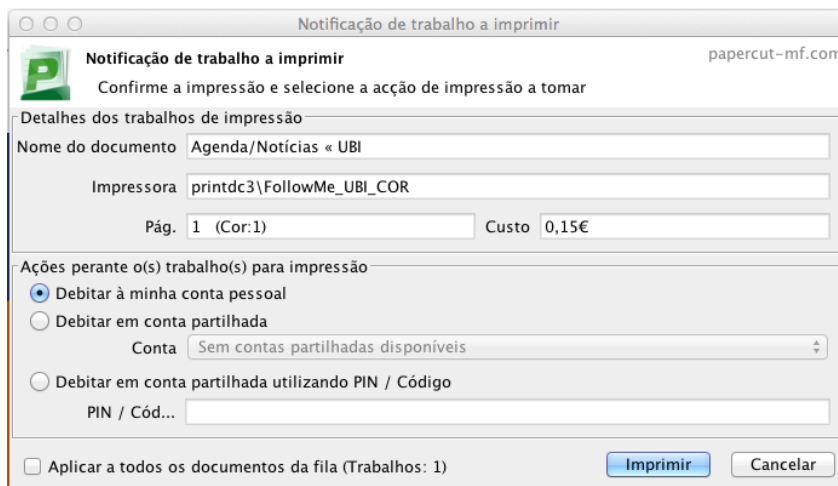 Notificação de trabalho a imprimir
Notificação de trabalho a imprimir
papercut-mf.com
Confirme a impressão e selecione a acção de impressão a tomar
Detalhes dos trabalhos de impressão
Nome do documento Agenda/Notícias « UBI
Impressora printdc3\FollowMe_UBI_COR
Pág. 1 (Cor:1) Custo 0,15€
Ações perante o(s) trabalho(s) para impressão
Debitar à minha conta pessoal
Debitar em conta partilhada
Conta Sem contas partilhadas disponíveis
Debitar em conta partilhada utilizando PIN / Código
PIN / Cód...
Aplicar a todos os documentos da fila (Trabalhos: 1) Imprimir Cancelar